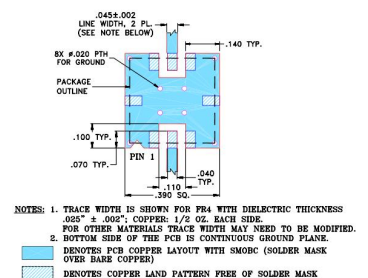 .045±.002
LINE WIDTH, 2 PL.
(SEE NOTE BELOW)
.140 TYP.
8X ø.020 PTH
FOR GROUND
PACKAGE
OUTLINE
.100 TYP.
PIN 1
.070 TYP.
.040
TYP.
.110
.390 SQ.
NOTES: 1. TRACE WIDTH IS SHOWN FOR FR4 WITH DIELECTRIC THICKNESS
.025" ± .002"; COPPER: 1/2 OZ. EACH SIDE.
FOR OTHER MATERIALS TRACE WIDTH MAY NEED TO BE MODIFIED.
2. BOTTOM SIDE OF THE PCB IS CONTINUOUS GROUND PLANE.
DENOTES PCB COPPER LAYOUT WITH SMOBC (SOLDER MASK
OVER BARE COPPER)
DENOTES COPPER LAND PATTERN FREE OF SOLDER MASK